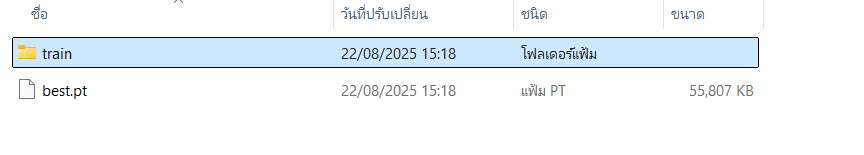 ชื่อ วันที่ปรับเปลี่ยน ชนิด ขนาด
train 22/08/2025 15:18 โฟลเดอร์แฟ้ม
best.pt 22/08/2025 15:18 แฟ้ม PT 55,807 KB